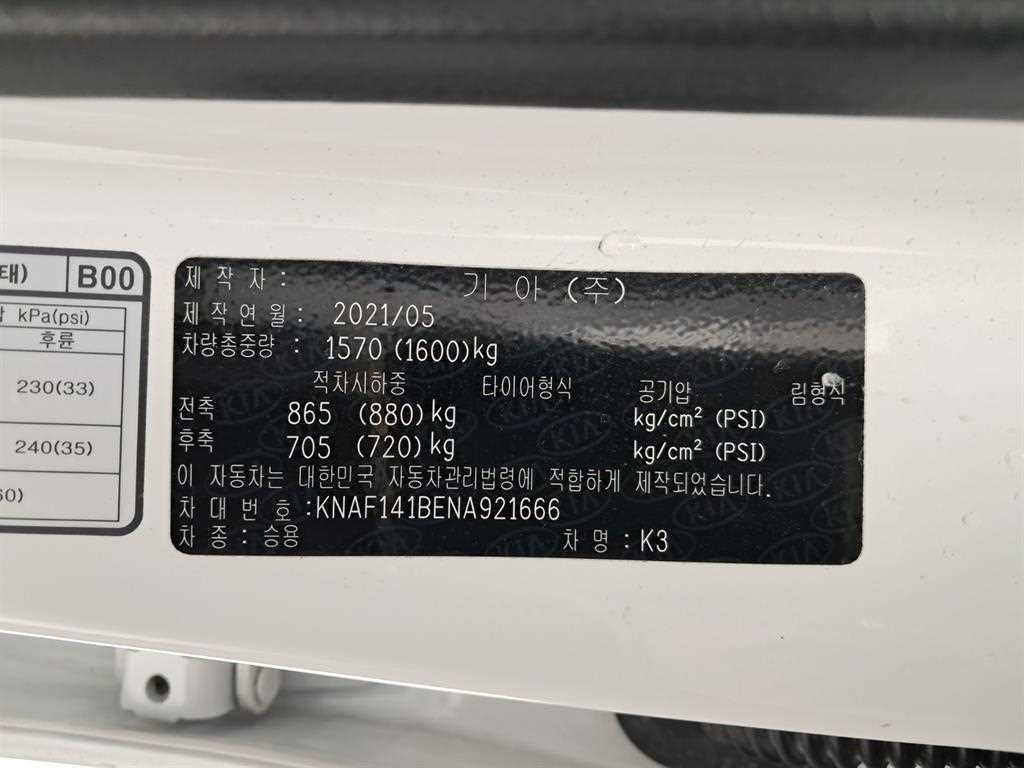 태) B00
kPa(psi)
후륜
230(33)
240(35)
60)
제 작 자 : 기 아 (주)
제 작 연 월 : 2021/05
차량총중량 : 1570 (1600)kg
적차시하중 타이어형식 공기압 림형식
전축 865 (880)kg kg/cm² (PSI)
후축 705 (720)kg kg/cm² (PSI)
이 자동차는 대한민국 자동차관리법령에 적합하게 제작되었습니다.
차 대 번 호 :KNAF141BENA921666
차 종 : 승용 차 명 : K3